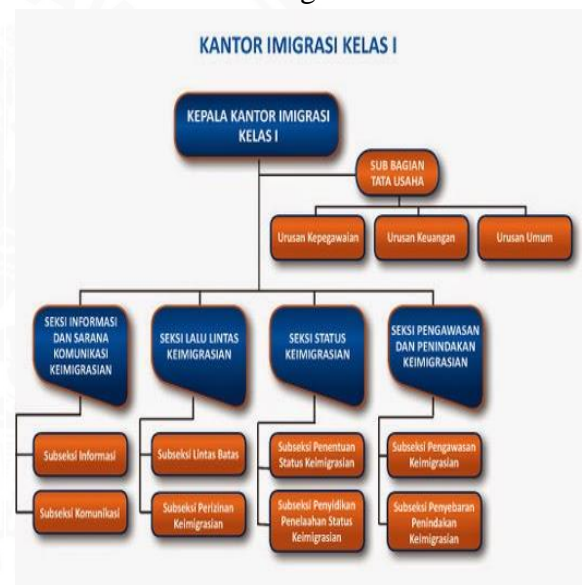 KANTOR IMIGRASI KELAS I
KEPALA KANTOR IMIGRASI
KELAS I
SUB BAGIAN
TATA USAHA
Urusan Kepegawaian
Urusan Keuangan
Urusan Umum
SEKSI INFORMASI
DAN SARANA
KOMUNIKASI
KEIMIGRASIAN
SEKSI LALU LINTAS
KEIMIGRASIAN
SEKSI STATUS
KEIMIGRASIAN
SEKSI PENGAWASAN
DAN PENINDAKAN
KEIMIGRASIAN
Subseksi Informasi
Subseksi Lintas Batas
Subseksi Penentuan
Status Keimigrasian
Subseksi Pengawasan
Keimigrasian
Subseksi Komunikasi
Subseksi Perizinan
Keimigrasian
Subseksi Penyidikan
Penelaahan Status
Keimigrasian
Subseksi Penyebaran
Penindakan
Keimigrasian